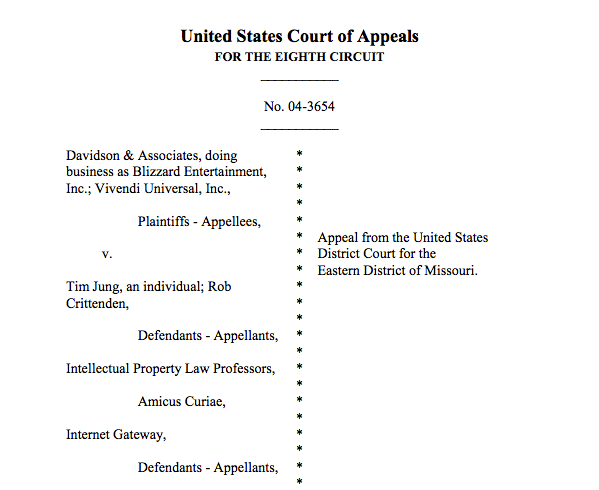 United States Court of Appeals
FOR THE EIGHTH CIRCUIT
___________
No. 04-3654
___________
Davidson & Associates, doing *
business as Blizzard Entertainment, *
Inc.; Vivendi Universal, Inc., *
*
Plaintiffs - Appellees, *
* Appeal from the United States
v. * District Court for the
* Eastern District of Missouri.
Tim Jung, an individual; Rob *
Crittenden, *
*
Defendants - Appellants, *
*
Intellectual Property Law Professors, *
*
Amicus Curiae, *
*
Internet Gateway, *
*
Defendants - Appellants, *
*